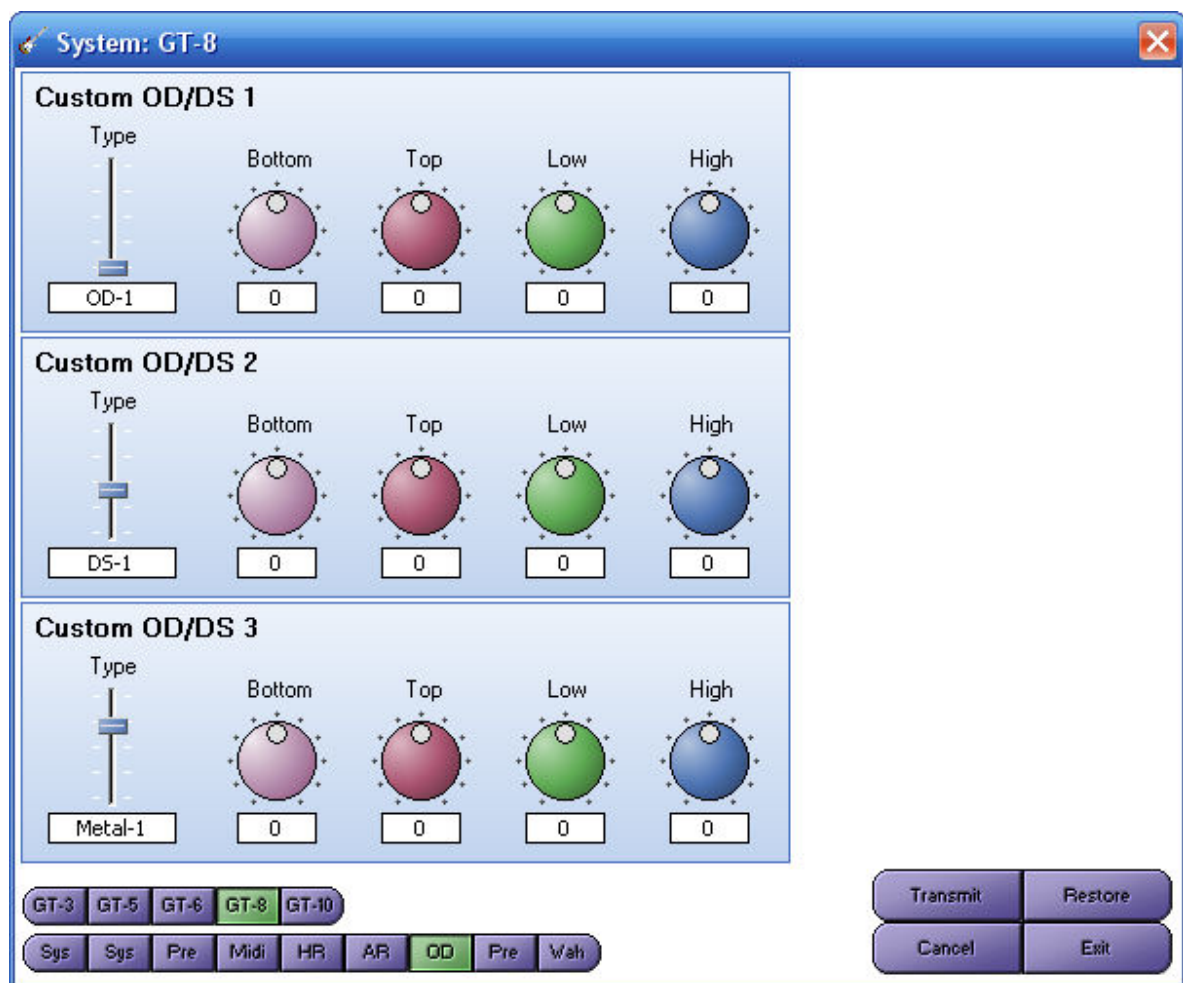 System: GT-8
Custom OD/DS 1
Type
Bottom Top Low High
OD-1 0 0 0 0
Custom OD/DS 2
Type
Bottom Top Low High
DS-1 0 0 0 0
Custom OD/DS 3
Type
Bottom Top Low High
Metal-1 0 0 0 0
GT-3 GT-5 GT-6 GT-8 GT-10
Transmit Restore
Sys Sys Pre Midi HR AR OD Pre Wah
Cancel Exit